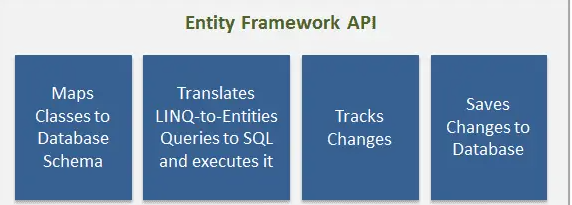 Entity Framework API
Maps
Classes to
Database
Schema
Translates
LINQ-to-Entities
Queries to SQL
and executes it
Tracks
Changes
Saves
Changes to
Database